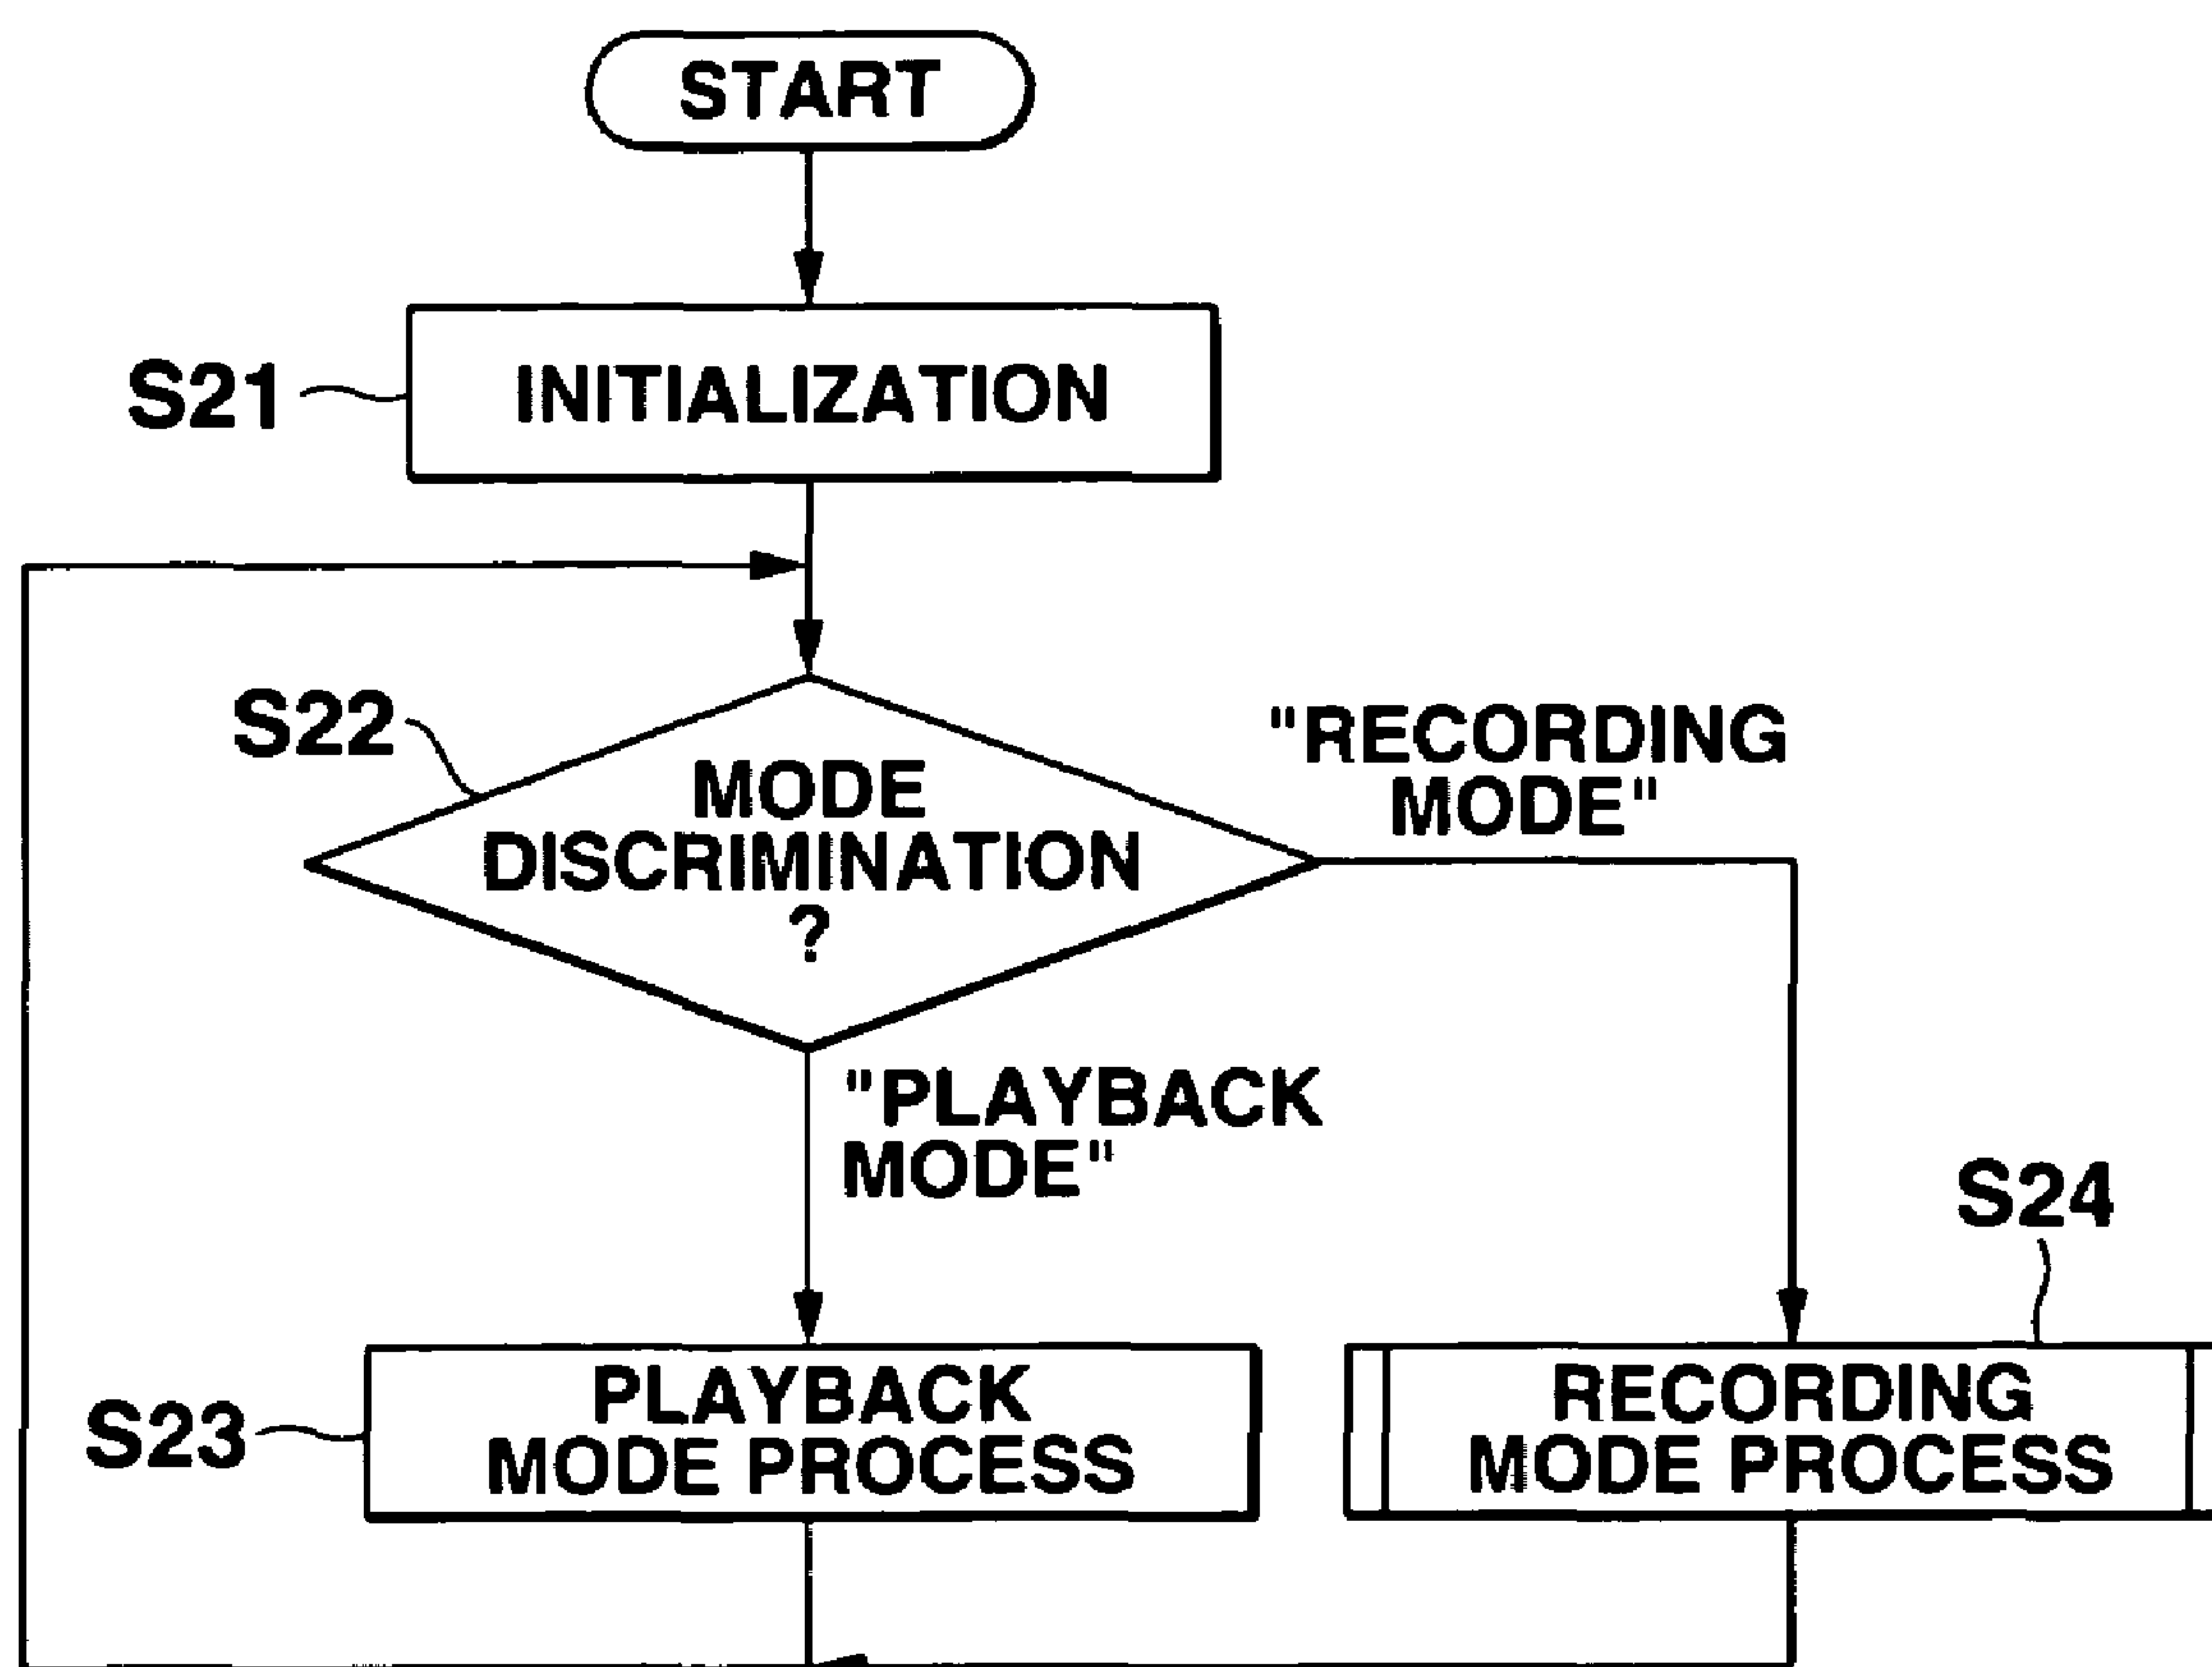 START
S21
INITIALIZATION
S22
MODE
DISCRIMINATION
?
"RECORDING
MODE"
"PLAYBACK
MODE"
S24
S23
PLAYBACK
MODE PROCESS
RECORDING
MODE PROCESS